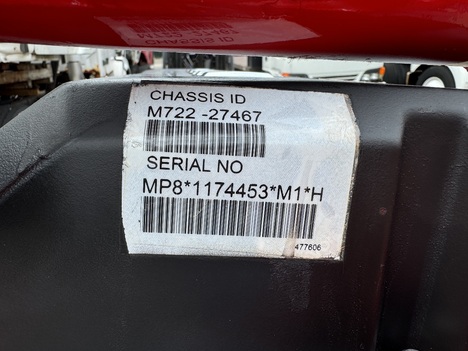 CHASSIS ID
M722 -27467
SERIAL NO
MP8*1174453*M1*H
477606